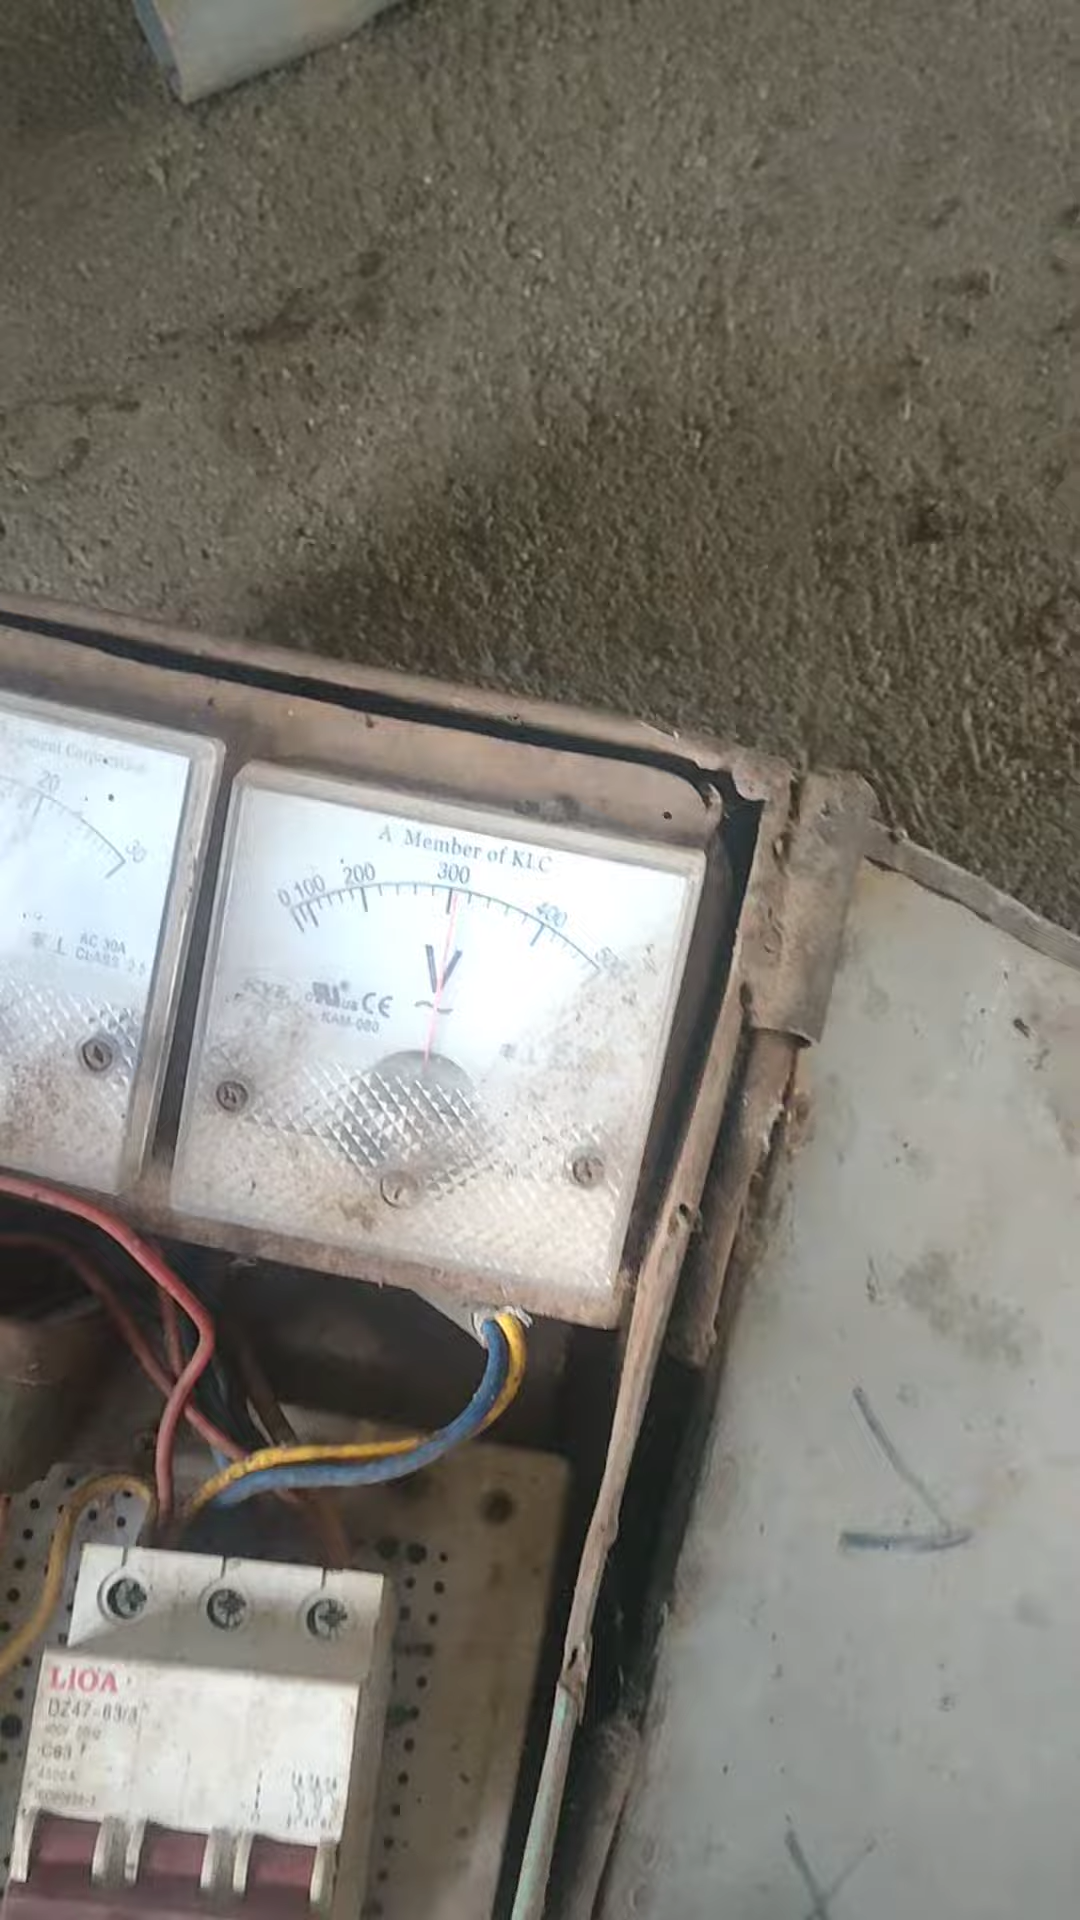 20
30
AC 30A
CLASS 2.5
A Member of KLC
0 100 200 300 400
V
CE
KAM-080
LiOA
DZ47-63/3
C63